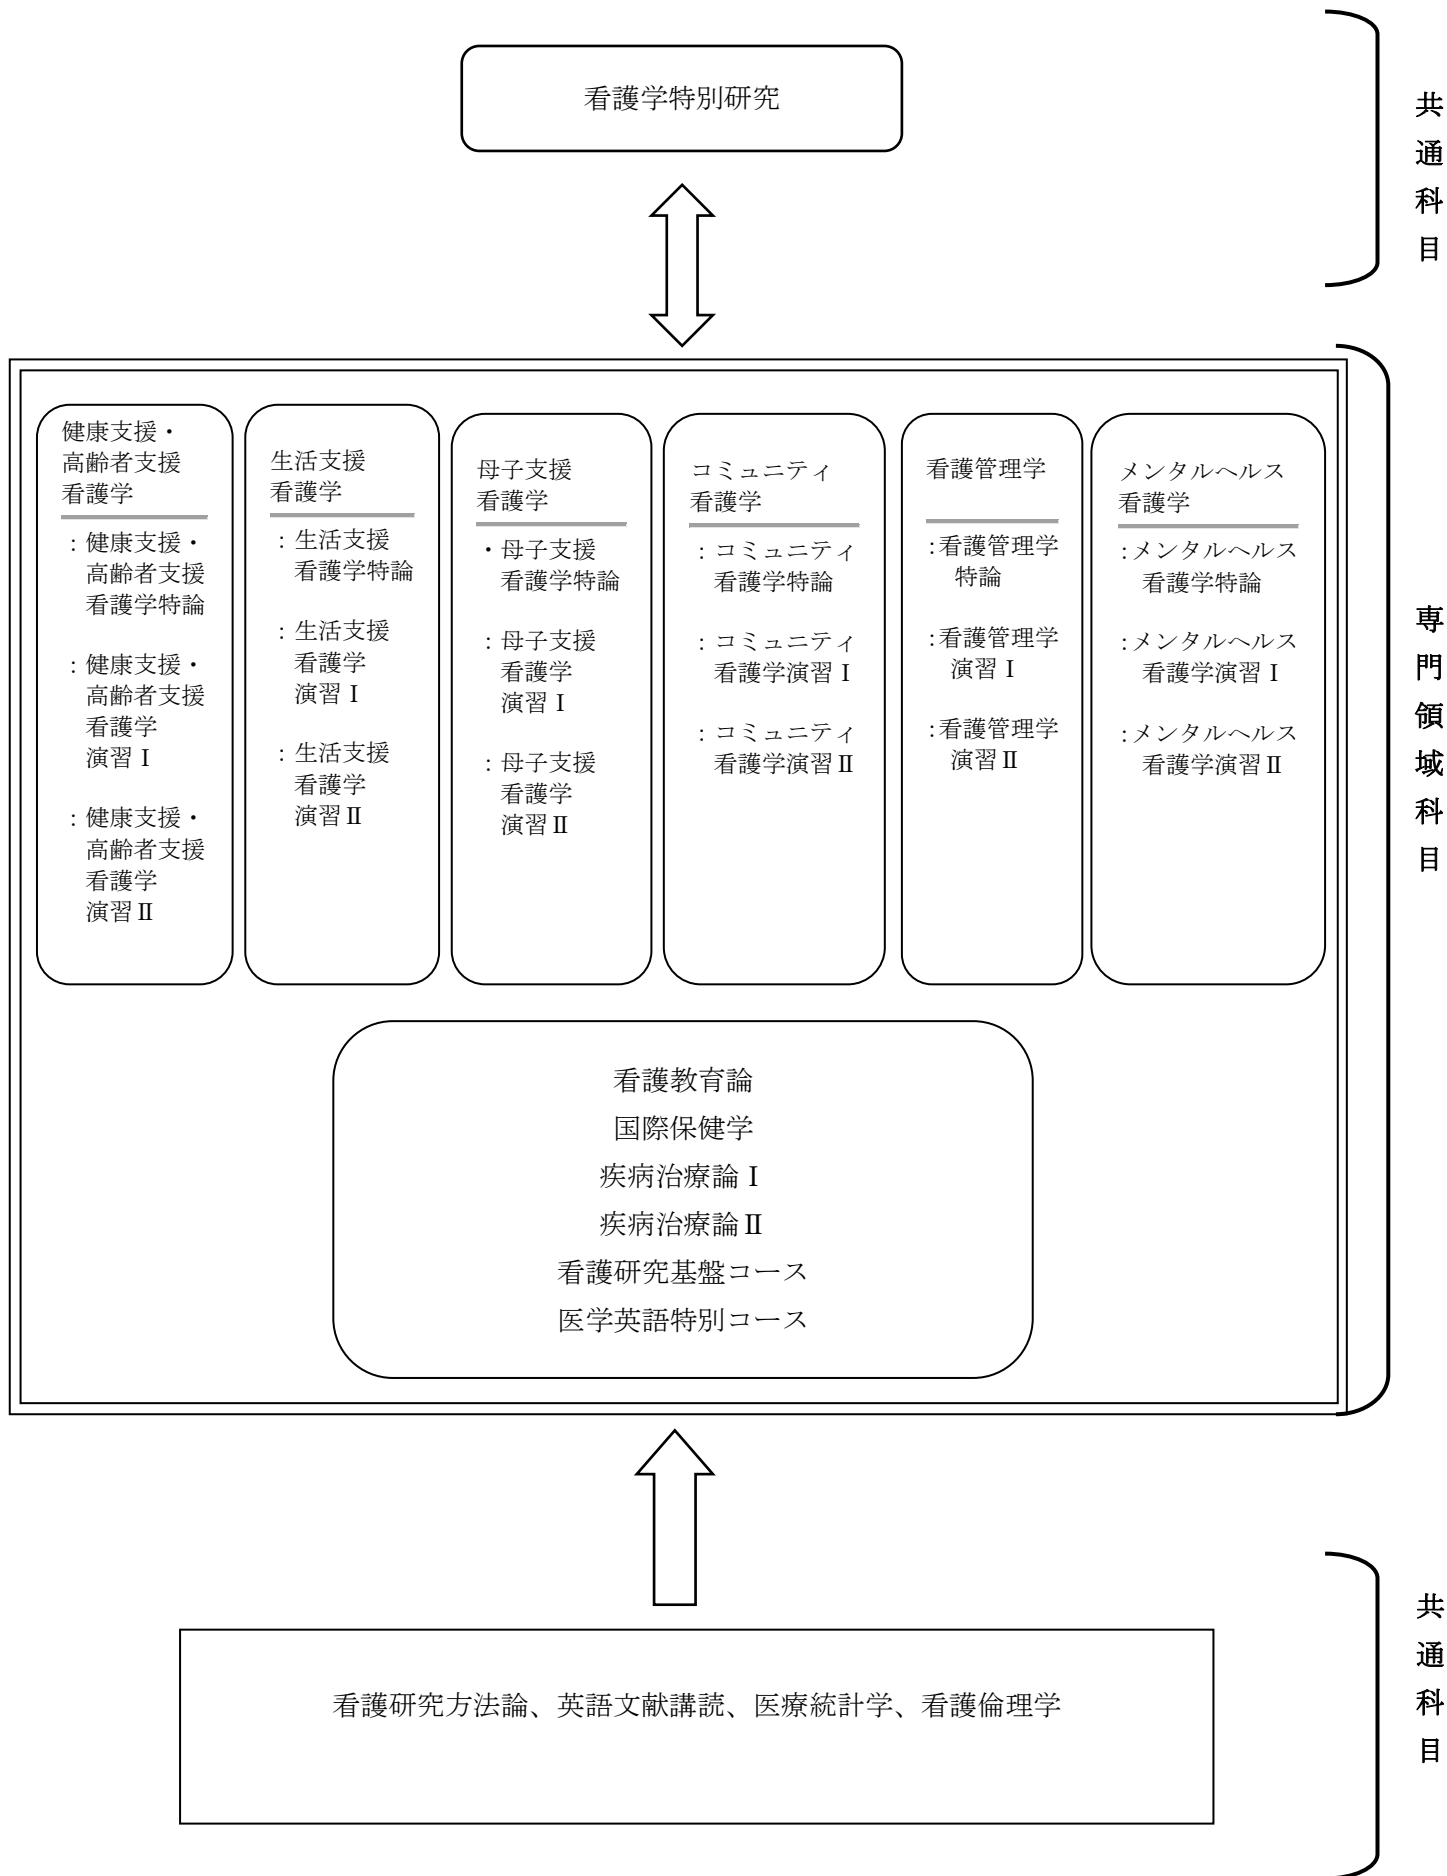 看護学特別研究
共通科目
健康支援・
高齢者支援
看護学
：健康支援・
高齢者支援
看護学特論
：健康支援・
高齢者支援
看護学
演習Ⅰ
：健康支援・
高齢者支援
看護学
演習Ⅱ
生活支援
看護学
：生活支援
看護学特論
：生活支援
看護学
演習Ⅰ
：生活支援
看護学
演習Ⅱ
母子支援
看護学
・母子支援
看護学特論
：母子支援
看護学
演習Ⅰ
：母子支援
看護学
演習Ⅱ
コミュニティ
看護学
：コミュニティ
看護学特論
：コミュニティ
看護学演習Ⅰ
：コミュニティ
看護学演習Ⅱ
看護管理学
:看護管理学
特論
:看護管理学
演習Ⅰ
:看護管理学
演習Ⅱ
メンタルヘルス
看護学
:メンタルヘルス
看護学特論
:メンタルヘルス
看護学演習Ⅰ
:メンタルヘルス
看護学演習Ⅱ
専門領域科目
看護教育論
国際保健学
疾病治療論Ⅰ
疾病治療論Ⅱ
看護研究基盤コース
医学英語特別コース
看護研究方法論、英語文献講読、医療統計学、看護倫理学
共通科目